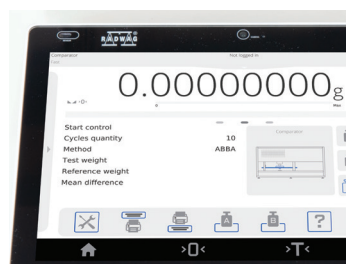 RADWAG
Comparator
Not logged in
0.00000000g
Max
Start control
Cycles quantity 10
Method ABBA
Test weight
Reference weight
Mean difference
Comparator
A
B
?
>0<
>T<